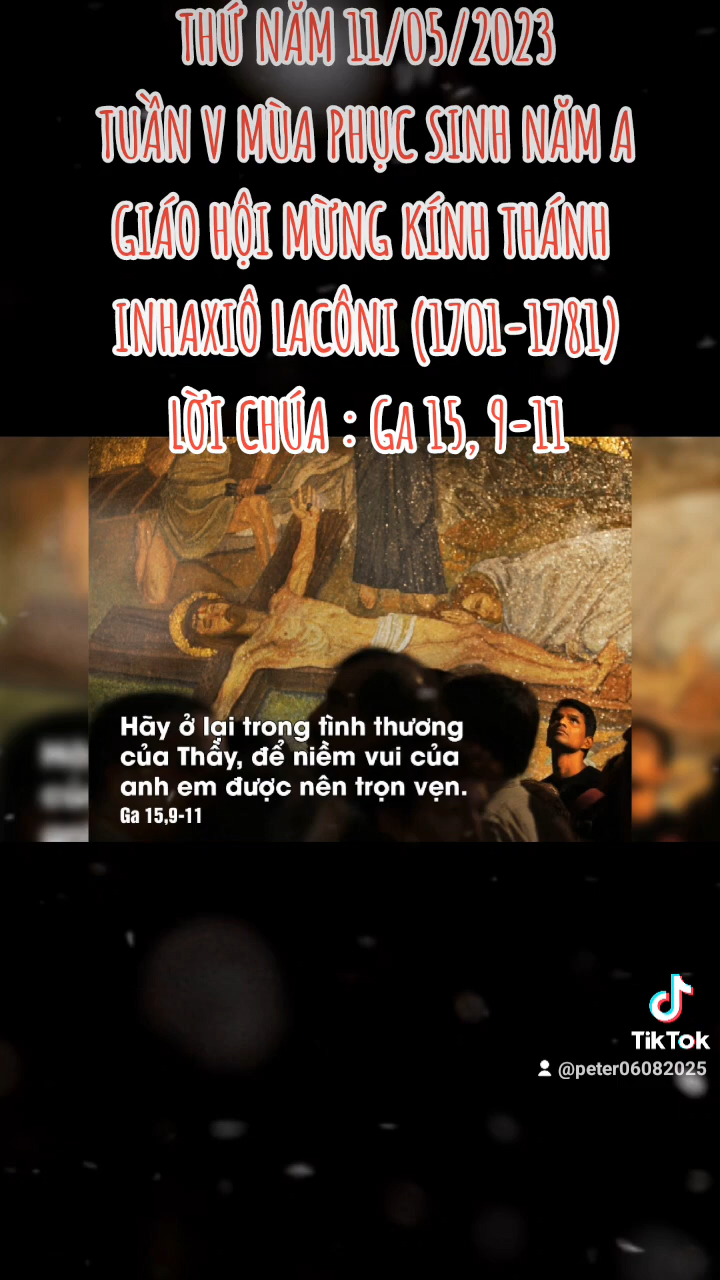 THỨ NĂM 11/05/2023
TUẦN V MÙA PHỤC SINH NĂM A
GIÁO HỘI MỪNG KÍNH THÁNH
INHAXIÔ LACÔNI (1701-1781)
LỜI CHÚA : GA 15, 9-11
Hãy ở lại trong tình thương
của Thầy, để niềm vui của
anh em được nên trọn vẹn.
Ga 15,9-11
TikTok
@peter06082025